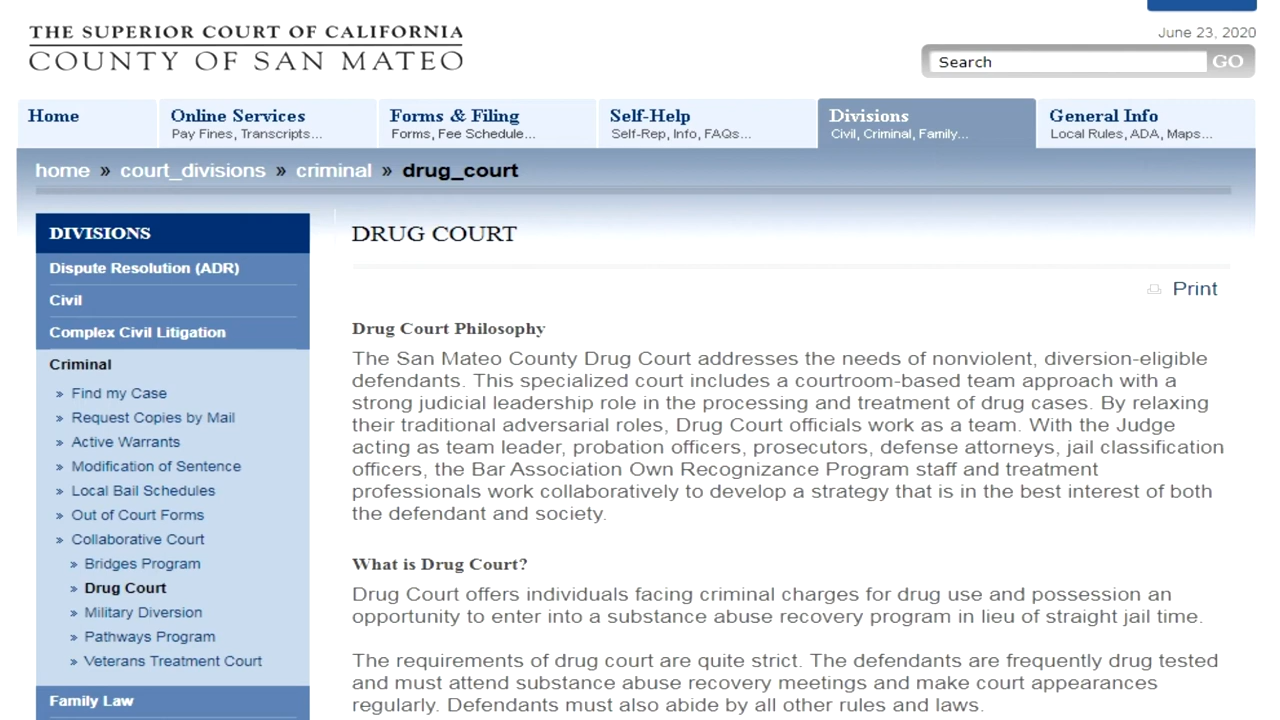 THE SUPERIOR COURT OF CALIFORNIA
COUNTY OF SAN MATEO
June 23, 2020
Search GO
Home
Online Services
Pay Fines, Transcripts...
Forms & Filing
Forms, Fee Schedule...
Self-Help
Self-Rep, Info, FAQs...
Divisions
Civil, Criminal, Family...
General Info
Local Rules, ADA, Maps...
home » court_divisions » criminal » drug_court
DIVISIONS
Dispute Resolution (ADR)
Civil
Complex Civil Litigation
Criminal
» Find my Case
» Request Copies by Mail
» Active Warrants
» Modification of Sentence
» Local Bail Schedules
» Out of Court Forms
» Collaborative Court
» Bridges Program
» Drug Court
» Military Diversion
» Pathways Program
» Veterans Treatment Court
Family Law
DRUG COURT
Print
Drug Court Philosophy
The San Mateo County Drug Court addresses the needs of nonviolent, diversion-eligible
defendants. This specialized court includes a courtroom-based team approach with a
strong judicial leadership role in the processing and treatment of drug cases. By relaxing
their traditional adversarial roles, Drug Court officials work as a team. With the Judge
acting as team leader, probation officers, prosecutors, defense attorneys, jail classification
officers, the Bar Association Own Recognizance Program staff and treatment
professionals work collaboratively to develop a strategy that is in the best interest of both
the defendant and society.
What is Drug Court?
Drug Court offers individuals facing criminal charges for drug use and possession an
opportunity to enter into a substance abuse recovery program in lieu of straight jail time.
The requirements of drug court are quite strict. The defendants are frequently drug tested
and must attend substance abuse recovery meetings and make court appearances
regularly. Defendants must also abide by all other rules and laws.